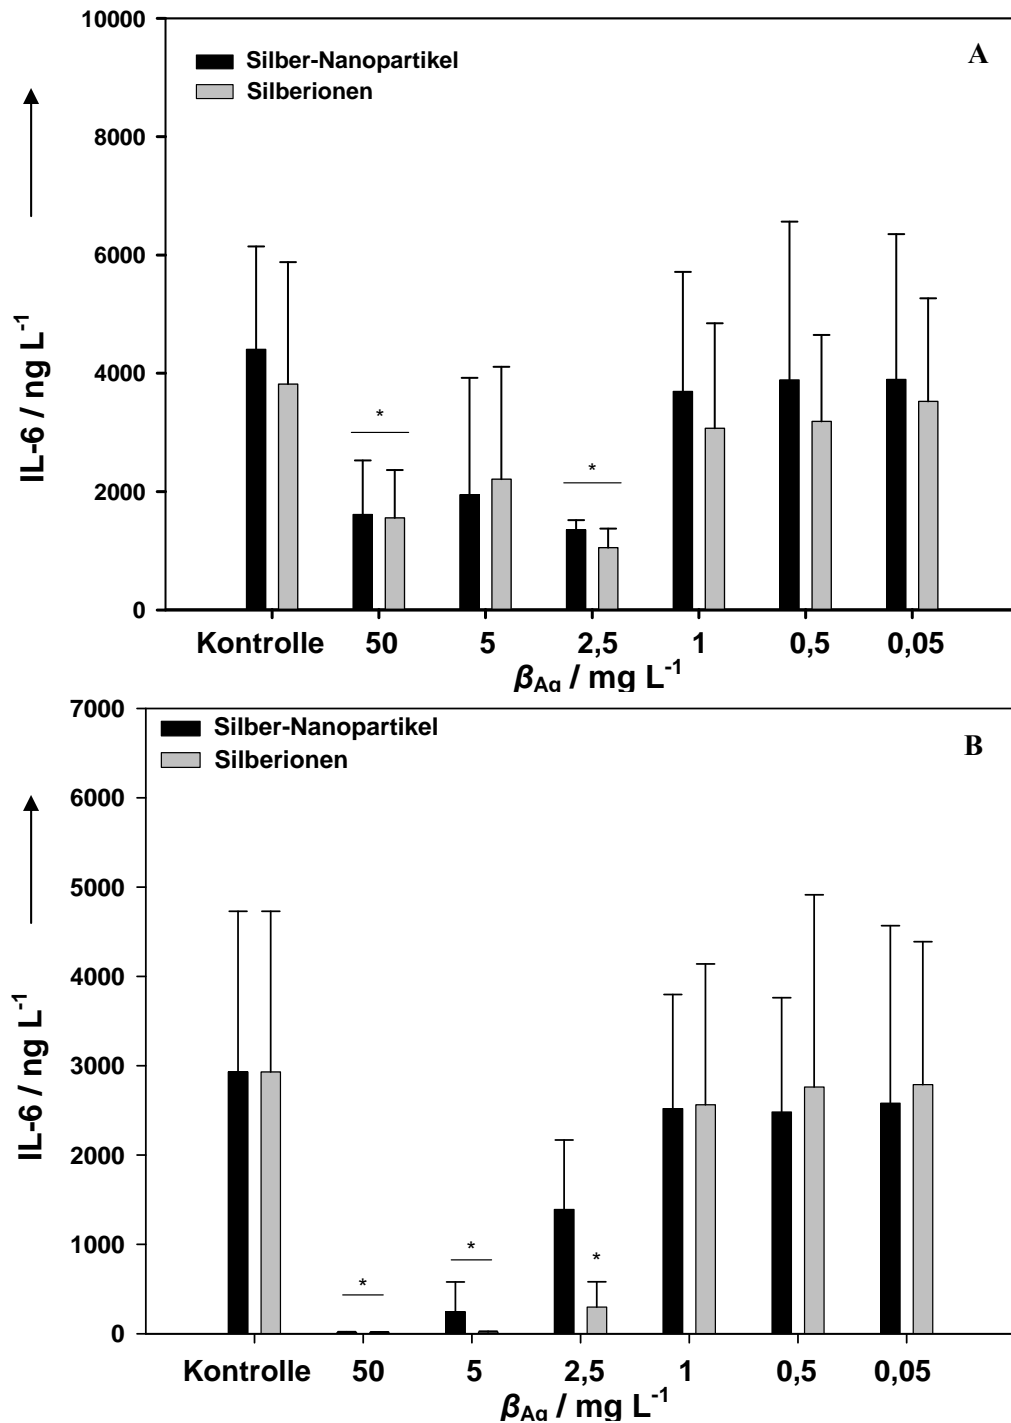 10000
A
Silber-Nanopartikel
Silberionen
8000
6000
4000
2000
0
IL-6 / ng L⁻¹
*
*
Kontrolle 50 5 2,5 1 0,5 0,05
β_Ag / mg L⁻¹
7000
B
Silber-Nanopartikel
Silberionen
6000
5000
4000
3000
2000
1000
0
IL-6 / ng L⁻¹
*
*
*
Kontrolle 50 5 2,5 1 0,5 0,05
β_Ag / mg L⁻¹